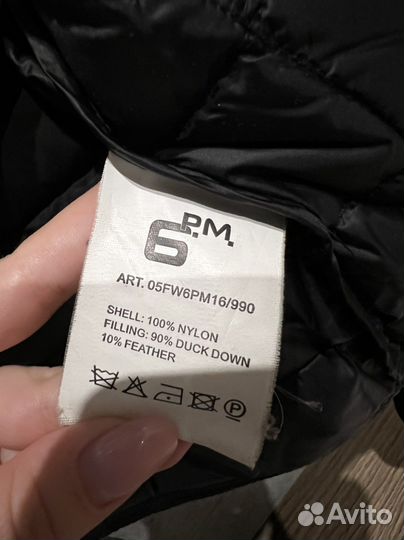 6 P.M.
ART. 05FW6PM16/990
SHELL: 100% NYLON
FILLING: 90% DUCK DOWN
10% FEATHER
P
Avito